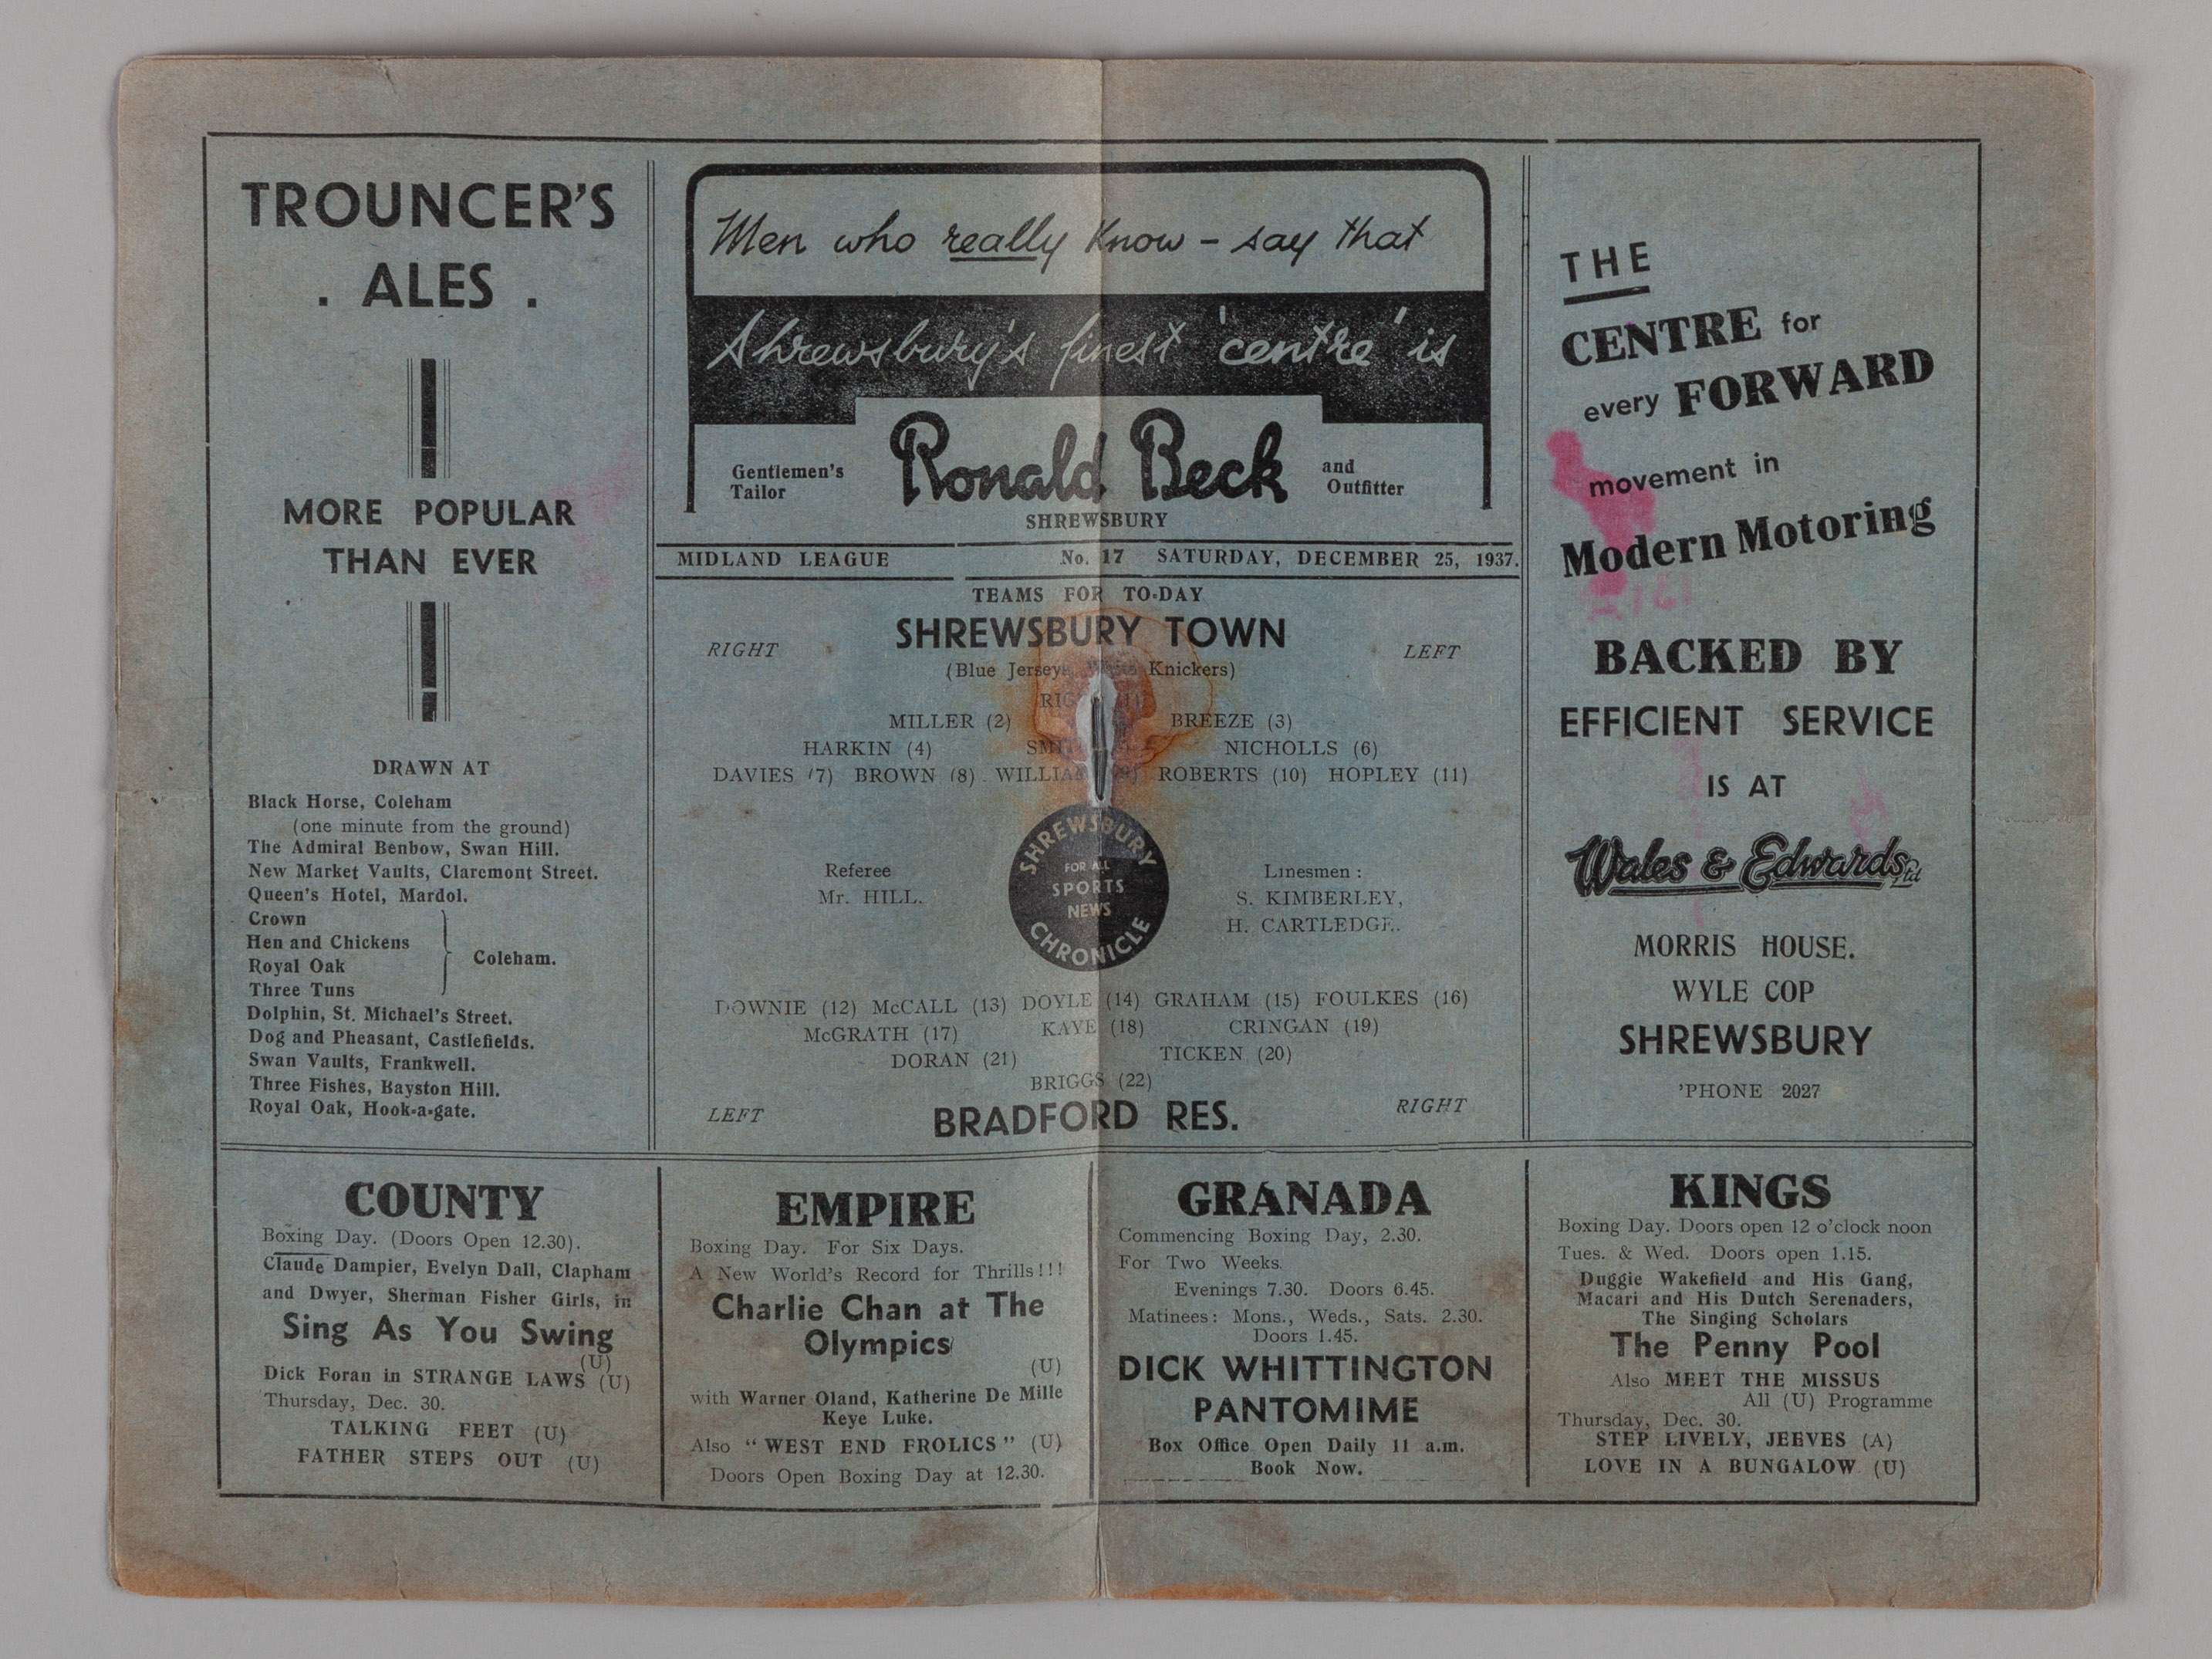 TROUNCER'S
. ALES .
MORE POPULAR
THAN EVER
DRAWN AT
Black Horse, Coleham
(one minute from the ground)
The Admiral Benbow, Swan Hill.
New Market Vaults, Claremont Street.
Queen's Hotel, Mardol.
Crown
Hen and Chickens
Royal Oak
Three Tuns
Coleham.
Dolphin, St. Michael's Street.
Dog and Pheasant, Castlefields.
Swan Vaults, Frankwell.
Three Fishes, Bayston Hill.
Royal Oak, Hook-a-gate.
Men who really know - say that
Shrewsbury's finest 'centre' is
Ronald Beck
Gentlemen's
Tailor
and
Outfitter
SHREWSBURY
MIDLAND LEAGUE No. 17 SATURDAY, DECEMBER 25, 1937.
TEAMS FOR TO-DAY
RIGHT SHREWSBURY TOWN LEFT
(Blue Jerseys, Knickers)
MILLER (2) BREEZE (3)
HARKIN (4) NICHOLLS (6)
DAVIES (7) BROWN (8) ROBERTS (10) HOPLEY (11)
SHREWSBURY
FOR ALL
SPORTS
NEWS
CHRONICLE
Referee
Mr. HILL.
Linesmen :
S. KIMBERLEY,
H. CARTLEDGE.
DOWNIE (12) McCALL (13) DOYLE (14) GRAHAM (15) FOULKES (16)
McGRATH (17) KAYE (18) CRINGAN (19)
DORAN (21) TICKEN (20)
BRIGGS (22)
LEFT BRADFORD RES. RIGHT
THE
CENTRE for
every FORWARD
movement in
Modern Motoring
BACKED BY
EFFICIENT SERVICE
IS AT
Wales & Edwards Ltd
MORRIS HOUSE.
WYLE COP
SHREWSBURY
'PHONE 2027
COUNTY
Boxing Day. (Doors Open 12.30).
Claude Dampier, Evelyn Dall, Clapham
and Dwyer, Sherman Fisher Girls, in
Sing As You Swing
(U)
Dick Foran in STRANGE LAWS (U)
Thursday, Dec. 30.
TALKING FEET (U)
FATHER STEPS OUT (U)
EMPIRE
Boxing Day. For Six Days.
A New World's Record for Thrills!!!
Charlie Chan at The
Olympics
(U)
with Warner Oland, Katherine De Mille
Keye Luke.
Also "WEST END FROLICS" (U)
Doors Open Boxing Day at 12.30.
GRANADA
Commencing Boxing Day, 2.30.
For Two Weeks.
Evenings 7.30. Doors 6.45.
Matinees: Mons., Weds., Sats. 2.30.
Doors 1.45.
DICK WHITTINGTON
PANTOMIME
Box Office Open Daily 11 a.m.
Book Now.
KINGS
Boxing Day. Doors open 12 o'clock noon
Tues. & Wed. Doors open 1.15.
Duggie Wakefield and His Gang,
Macari and His Dutch Serenaders,
The Singing Scholars
The Penny Pool
Also MEET THE MISSUS
All (U) Programme
Thursday, Dec. 30.
STEP LIVELY, JEEVES (A)
LOVE IN A BUNGALOW (U)